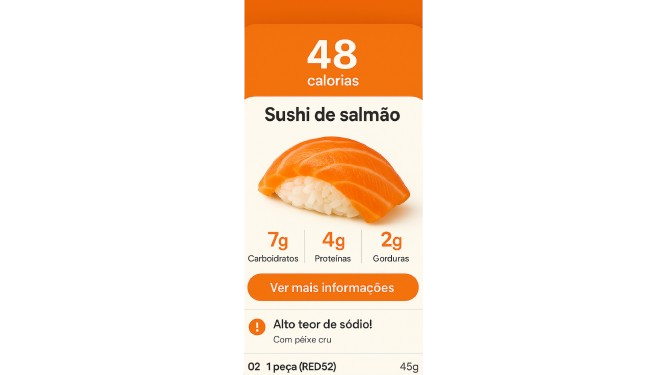 48
calorias
Sushi de salmão
7g 4g 2g
Carboidratos Proteínas Gorduras
Ver mais informações
Alto teor de sódio!
Com péixe cru
02 1 peça (RED52) 45g